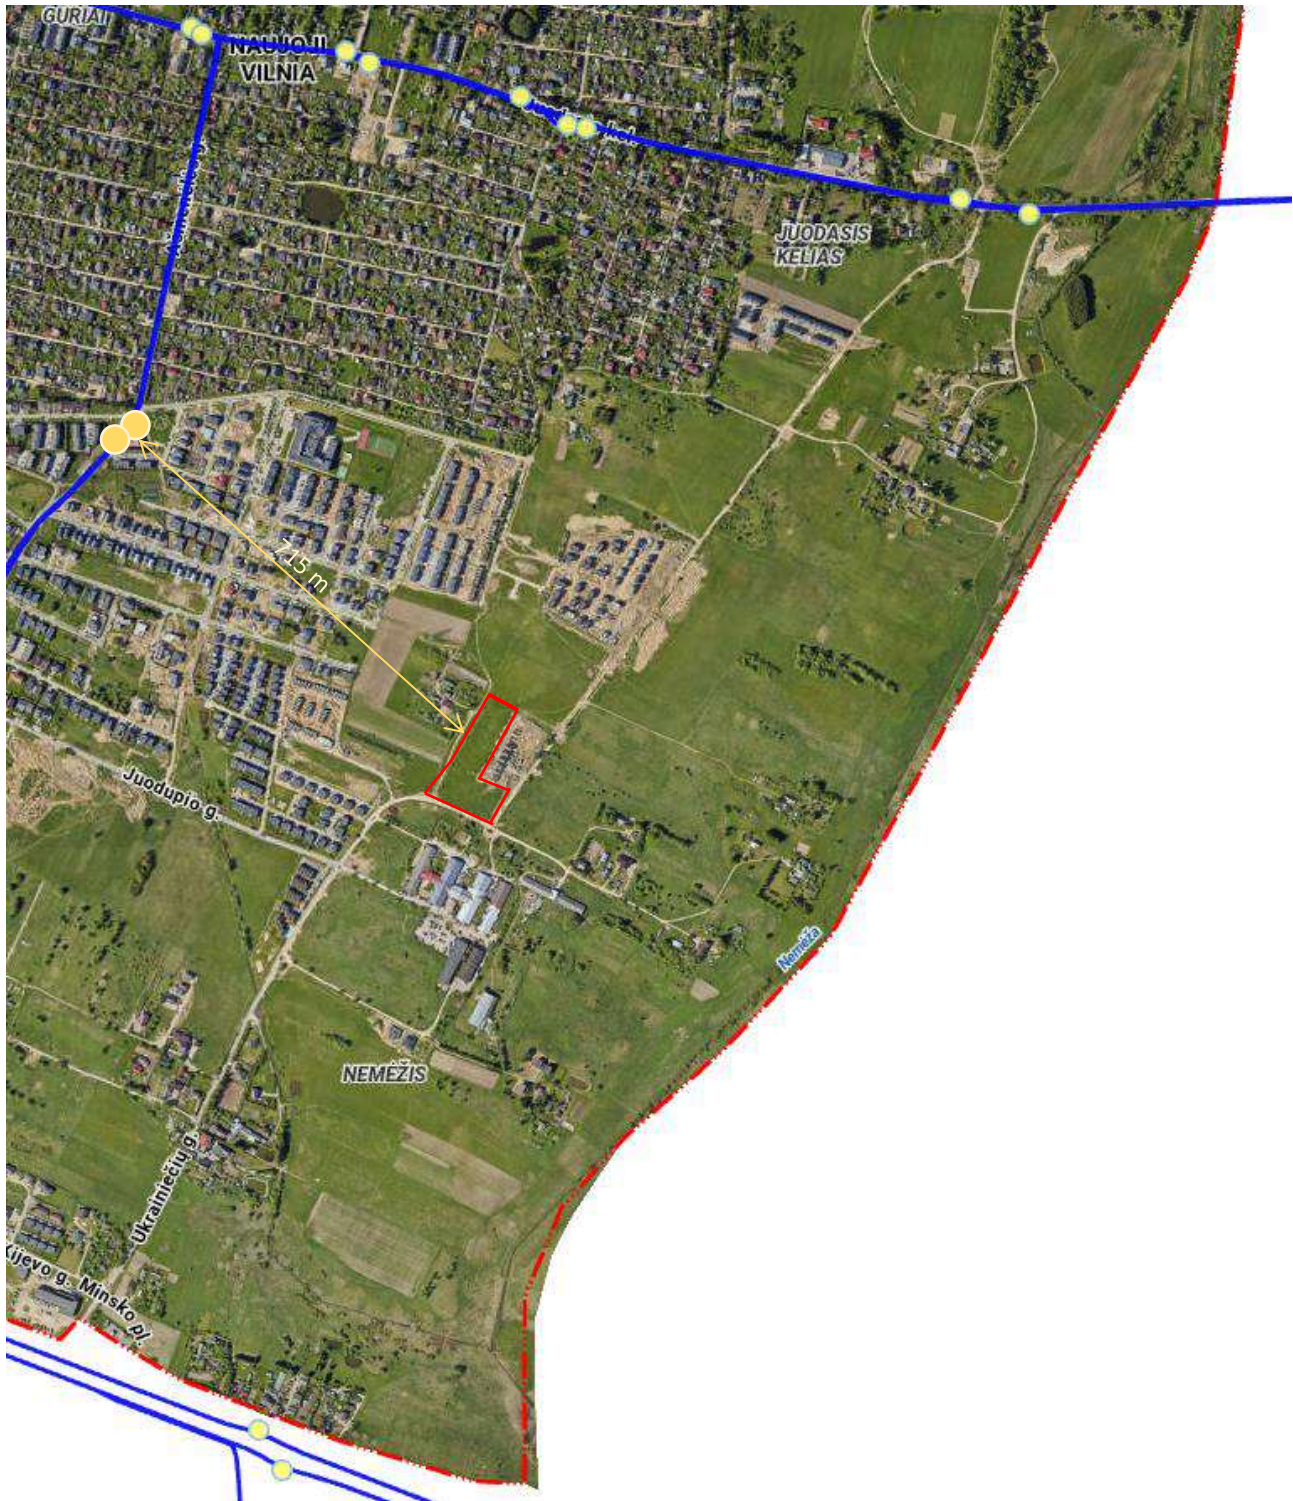 GURIAI
NAUJOJI
VILNIA
JUODASIS
KELIAS
715 m
Juodupio g.
Nemėža
NEMĖŽIS
Ukrainiečių g.
Kijevo g.
Minsko pl.